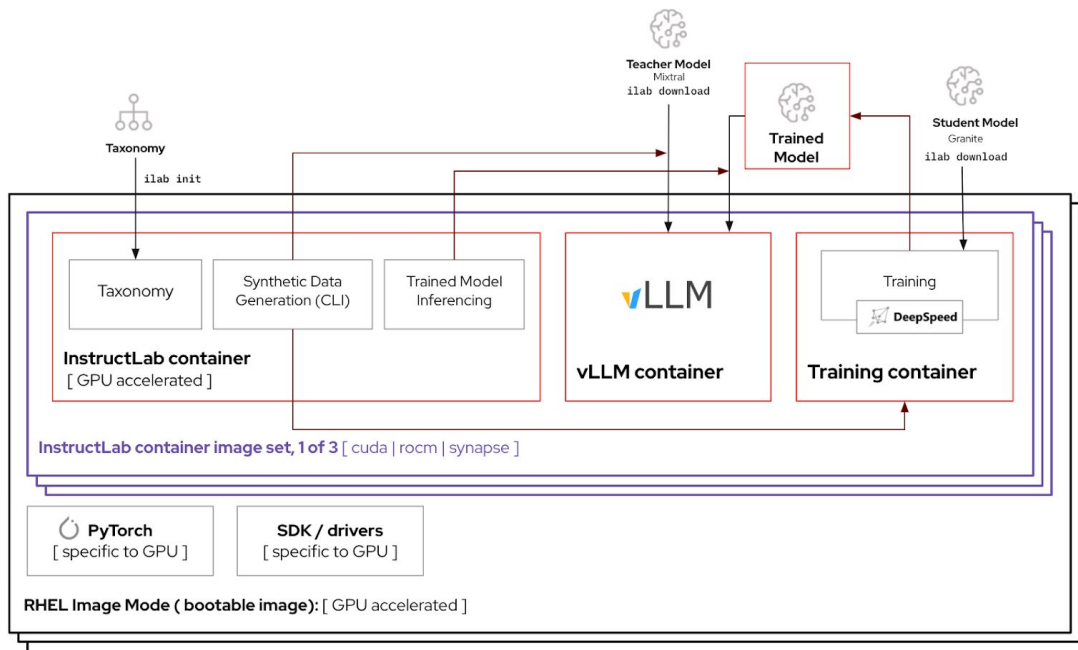 Teacher Model
Mixtral
ilab download
Student Model
Granite
ilab download
Trained
Model
Taxonomy
ilab init
Taxonomy
Synthetic Data
Generation (CLI)
Trained Model
Inferencing
InstructLab container
[ GPU accelerated ]
vLLM
vLLM container
Training
DeepSpeed
Training container
InstructLab container image set, 1 of 3 [ cuda | rocm | synapse ]
PyTorch
[ specific to GPU ]
SDK / drivers
[ specific to GPU ]
RHEL Image Mode ( bootable image): [ GPU accelerated ]